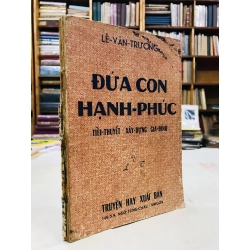 LÊ-VĂN-TRƯƠNG
ĐỨA CON
HẠNH-PHÚC
TIỂU-THUYẾT XÂY-DỰNG GIA-ĐÌNH
TRUYỆN HAY XUẤT BẢN